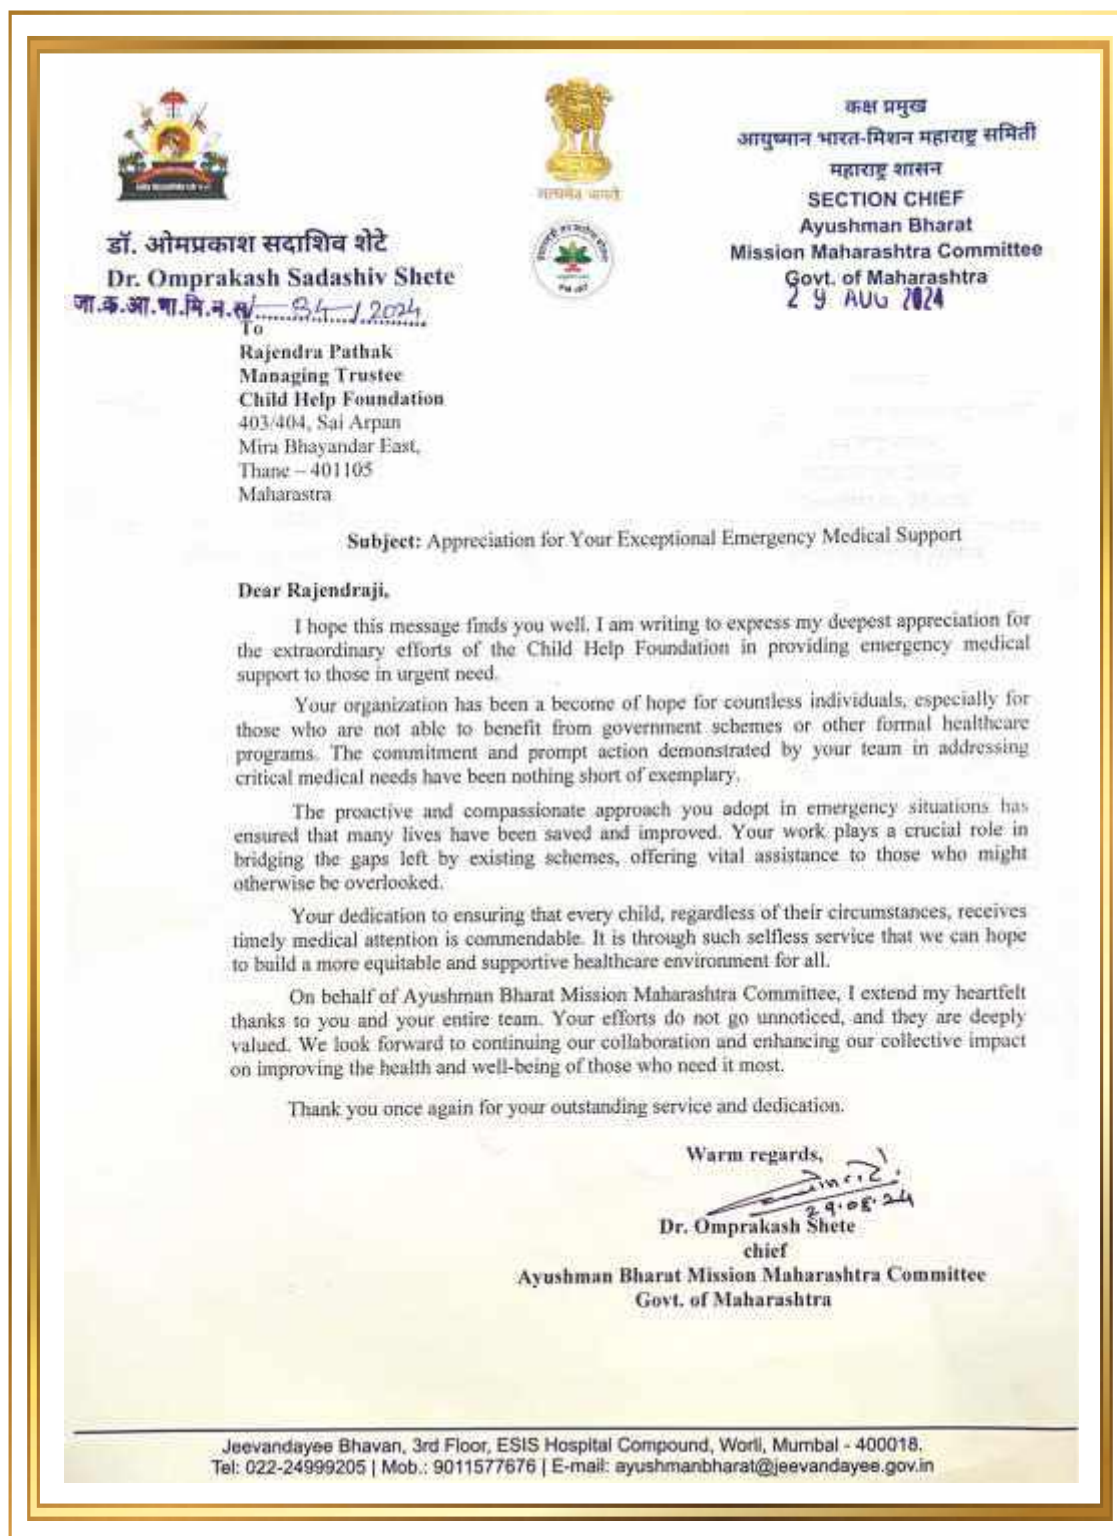 सत्यमेव जयते
डॉ. ओमप्रकाश सदाशिव शेटे
Dr. Omprakash Sadashiv Shete
जा.क्र.आ.भा.मि.न.स/ 84 / 2024
कक्ष प्रमुख
आयुष्मान भारत-मिशन महाराष्ट्र समिती
महाराष्ट्र शासन
SECTION CHIEF
Ayushman Bharat
Mission Maharashtra Committee
Govt. of Maharashtra
29 AUG 2024
To
Rajendra Pathak
Managing Trustee
Child Help Foundation
403/404, Sai Arpan
Mira Bhayandar East,
Thane – 401105
Maharastra
Subject: Appreciation for Your Exceptional Emergency Medical Support
Dear Rajendraji,
I hope this message finds you well. I am writing to express my deepest appreciation for
the extraordinary efforts of the Child Help Foundation in providing emergency medical
support to those in urgent need.
Your organization has been a become of hope for countless individuals, especially for
those who are not able to benefit from government schemes or other formal healthcare
programs. The commitment and prompt action demonstrated by your team in addressing
critical medical needs have been nothing short of exemplary.
The proactive and compassionate approach you adopt in emergency situations has
ensured that many lives have been saved and improved. Your work plays a crucial role in
bridging the gaps left by existing schemes, offering vital assistance to those who might
otherwise be overlooked.
Your dedication to ensuring that every child, regardless of their circumstances, receives
timely medical attention is commendable. It is through such selfless service that we can hope
to build a more equitable and supportive healthcare environment for all.
On behalf of Ayushman Bharat Mission Maharashtra Committee, I extend my heartfelt
thanks to you and your entire team. Your efforts do not go unnoticed, and they are deeply
valued. We look forward to continuing our collaboration and enhancing our collective impact
on improving the health and well-being of those who need it most.
Thank you once again for your outstanding service and dedication.
Warm regards,
29.08.24
Dr. Omprakash Shete
chief
Ayushman Bharat Mission Maharashtra Committee
Govt. of Maharashtra
Jeevandayee Bhavan, 3rd Floor, ESIS Hospital Compound, Worli, Mumbai - 400018.
Tel: 022-24999205 | Mob.: 9011577676 | E-mail: ayushmanbharat@jeevandayee.gov.in